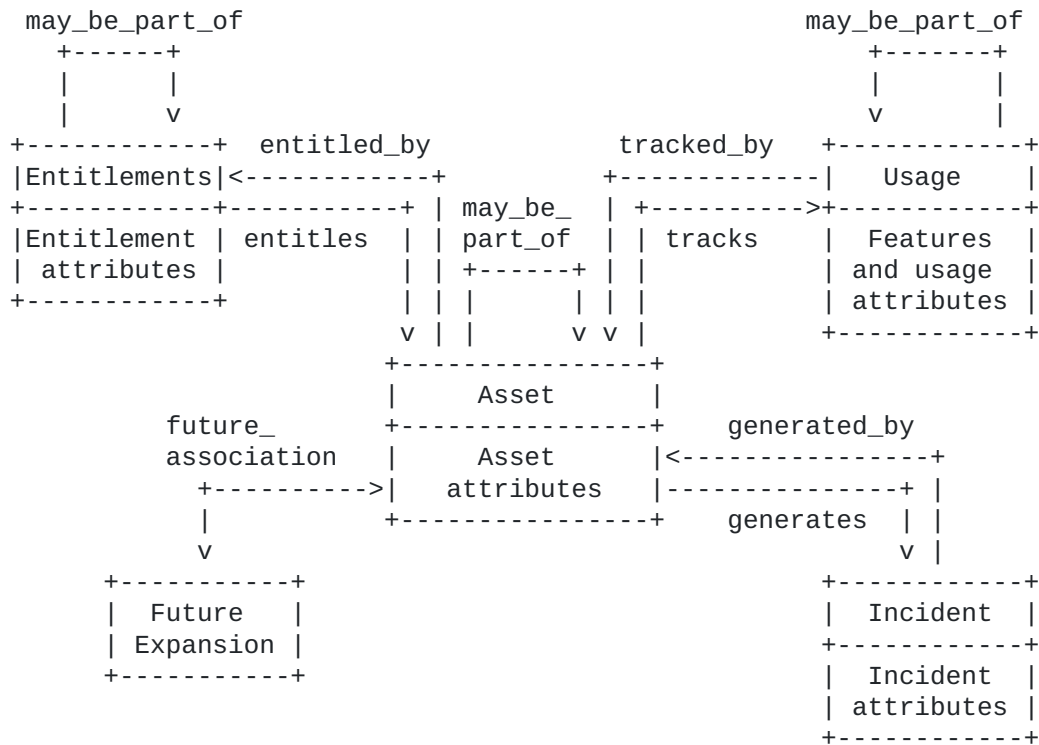 may_be_part_of may_be_part_of
entitled_by tracked_by
Entitlements Usage
may_be_
Entitlement entitles part_of tracks Features
attributes and usage
attributes
Asset
future_ generated_by
association Asset
attributes
generates
Future Incident
Expansion
Incident
attributes